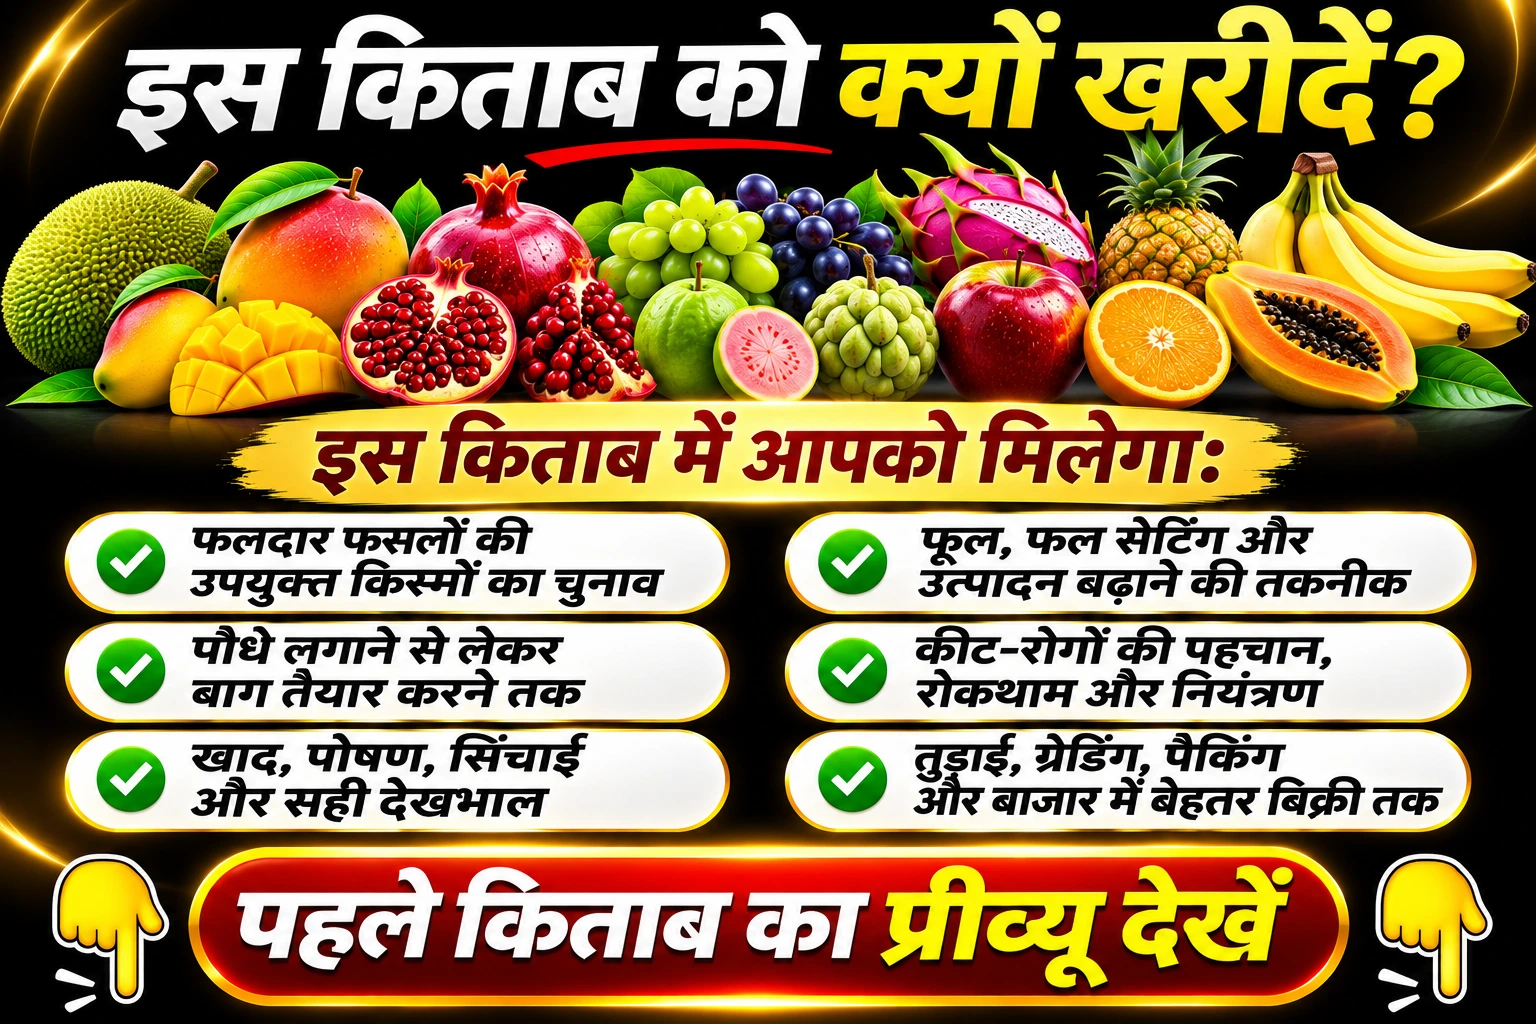 इस किताब को क्यों खरीदें?
इस किताब में आपको मिलेगा:
फलदार फसलों की
उपयुक्त किस्मों का चुनाव
पौधे लगाने से लेकर
बाग तैयार करने तक
खाद, पोषण, सिंचाई
और सही देखभाल
फूल, फल सेटिंग और
उत्पादन बढ़ाने की तकनीक
कीट-रोगों की पहचान,
रोकथाम और नियंत्रण
तुड़ाई, ग्रेडिंग, पैकिंग
और बाजार में बेहतर बिक्री तक
पहले किताब का प्रीव्यू देखें